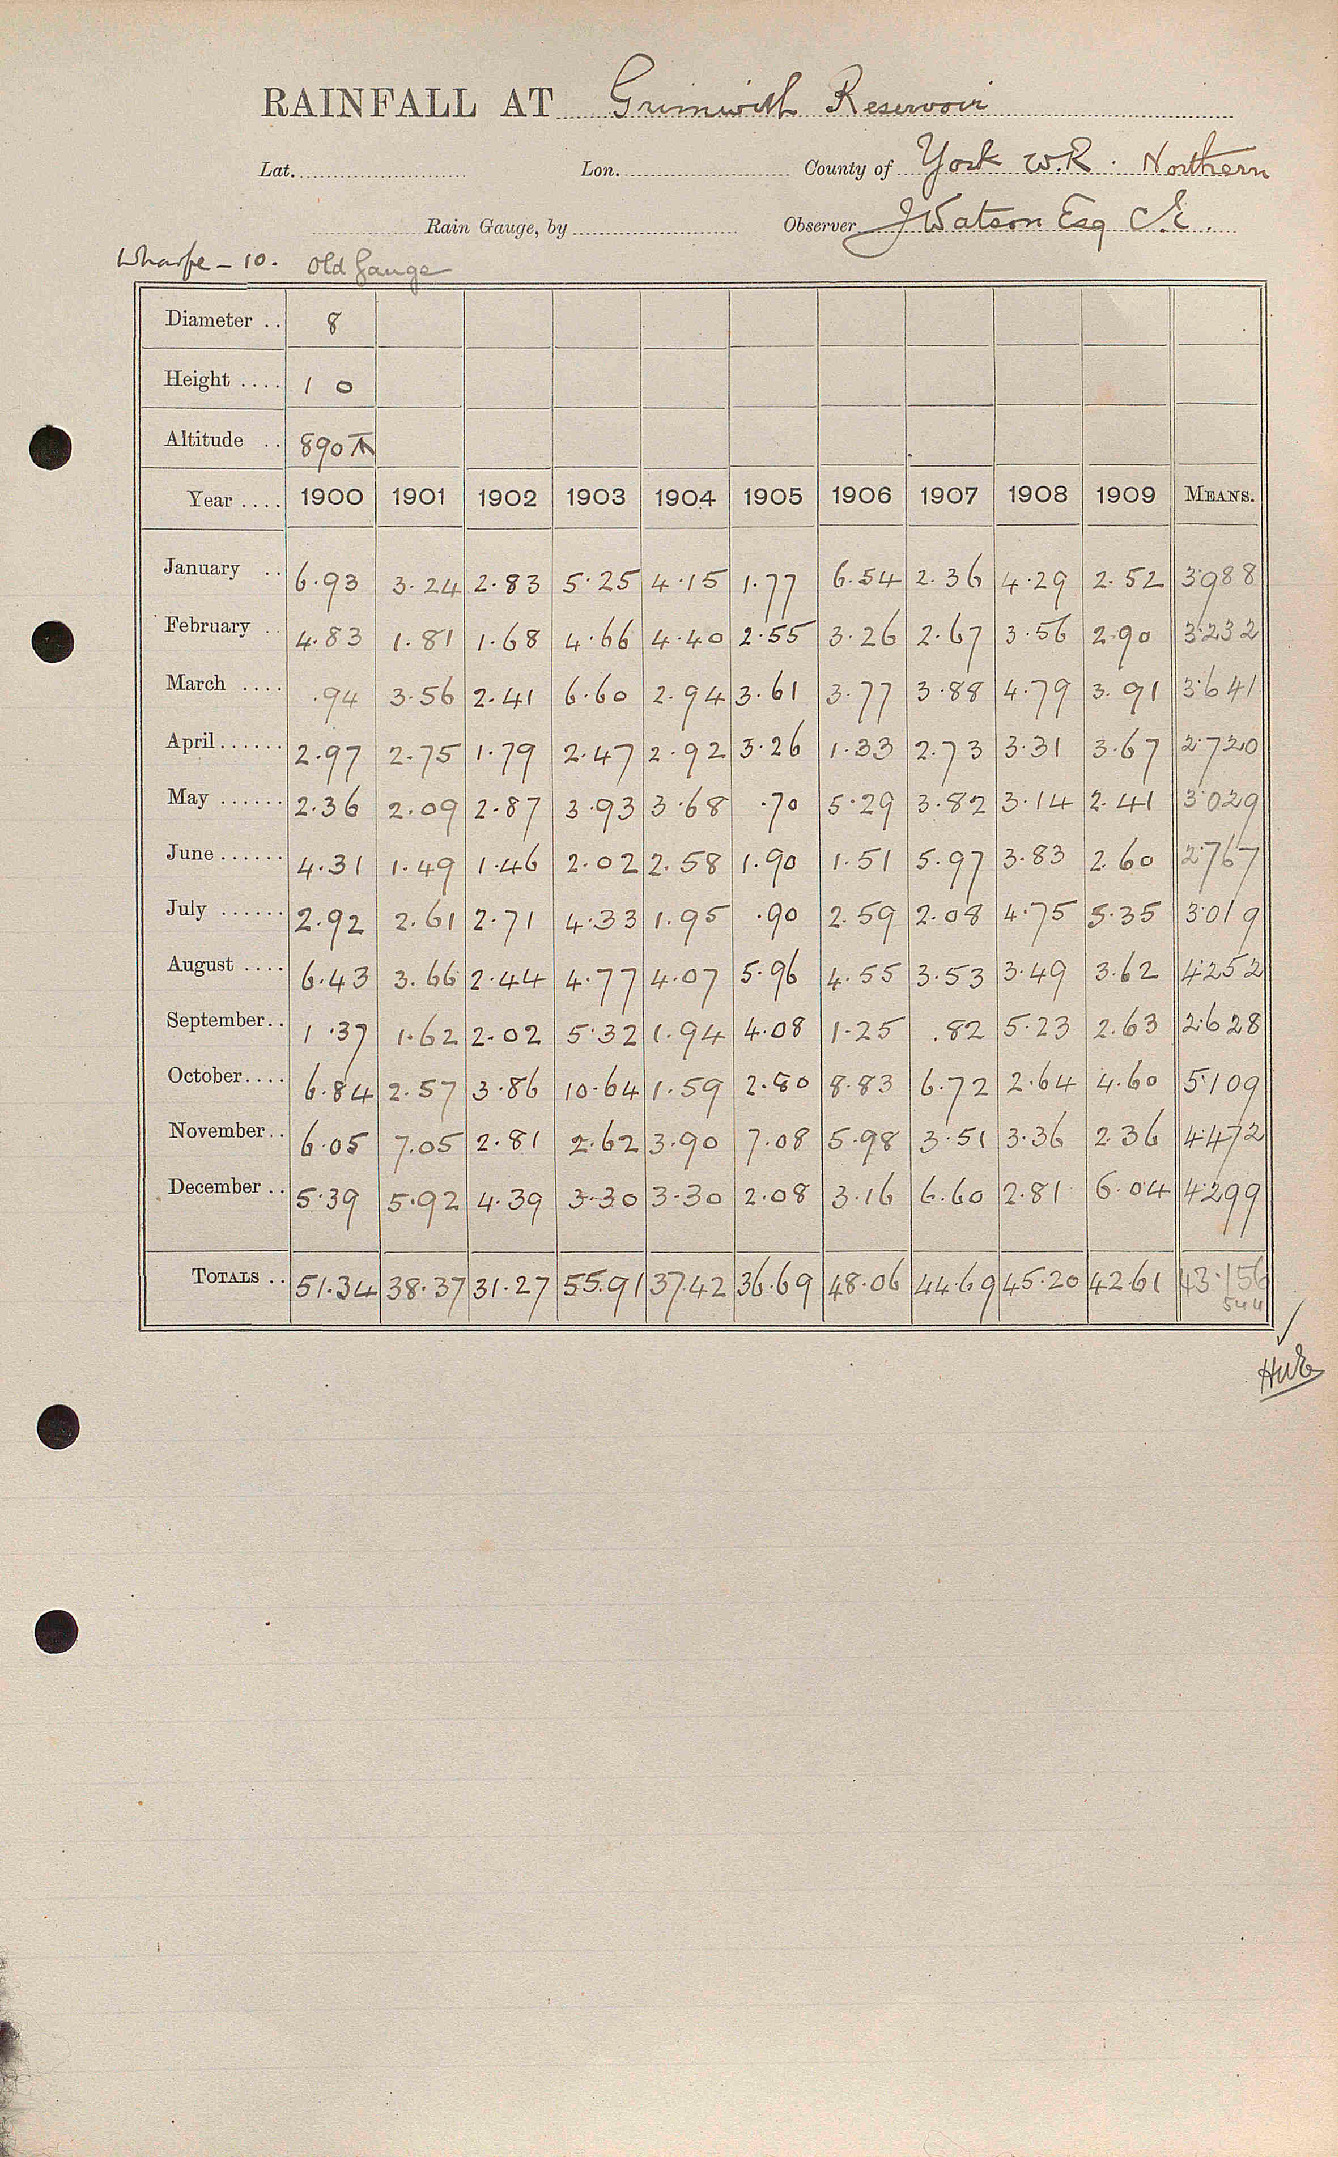 RAINFALL AT Grimwith Reservoir
Lat. Lon. County of York W.R. Northern
Rain Gauge, by Observer J Watson Esq C.E.
Wharfe - 10. Old Gauge
Diameter .. 8
Height .... 1 0
Altitude .. 890 ft
Year .... 1900 1901 1902 1903 1904 1905 1906 1907 1908 1909 MEANS.
January .. 6.93 3.24 2.83 5.25 4.15 1.77 6.54 2.36 4.29 2.52 3.988
February .. 4.83 1.81 1.68 4.66 4.40 2.55 3.26 2.67 3.56 2.90 3.232
March .... .94 3.56 2.41 6.60 2.94 3.61 3.77 3.88 4.79 3.91 3.641
April ...... 2.97 2.75 1.79 2.47 2.92 3.26 1.33 2.73 3.31 3.67 2.720
May ...... 2.36 2.09 2.87 3.93 3.68 .70 5.29 3.82 3.14 2.41 3.029
June ...... 4.31 1.49 1.46 2.02 2.58 1.90 1.51 5.97 3.83 2.60 2.767
July ...... 2.92 2.61 2.71 4.33 1.95 .90 2.59 2.08 4.75 5.35 3.019
August .... 6.43 3.66 2.44 4.77 4.07 5.96 4.55 3.53 3.49 3.62 4.252
September.. 1.37 1.62 2.02 5.32 1.94 4.08 1.25 .82 5.23 2.63 2.628
October.... 6.84 2.57 3.86 10.64 1.59 2.80 8.83 6.72 2.64 4.60 5.109
November.. 6.05 7.05 2.81 2.62 3.90 7.08 5.98 3.51 3.36 2.36 4.472
December .. 5.39 5.92 4.39 3.30 3.30 2.08 3.16 6.60 2.81 6.04 4.299
TOTALS .. 51.34 38.37 31.27 55.91 37.42 36.69 48.06 44.69 45.20 42.61 43.156